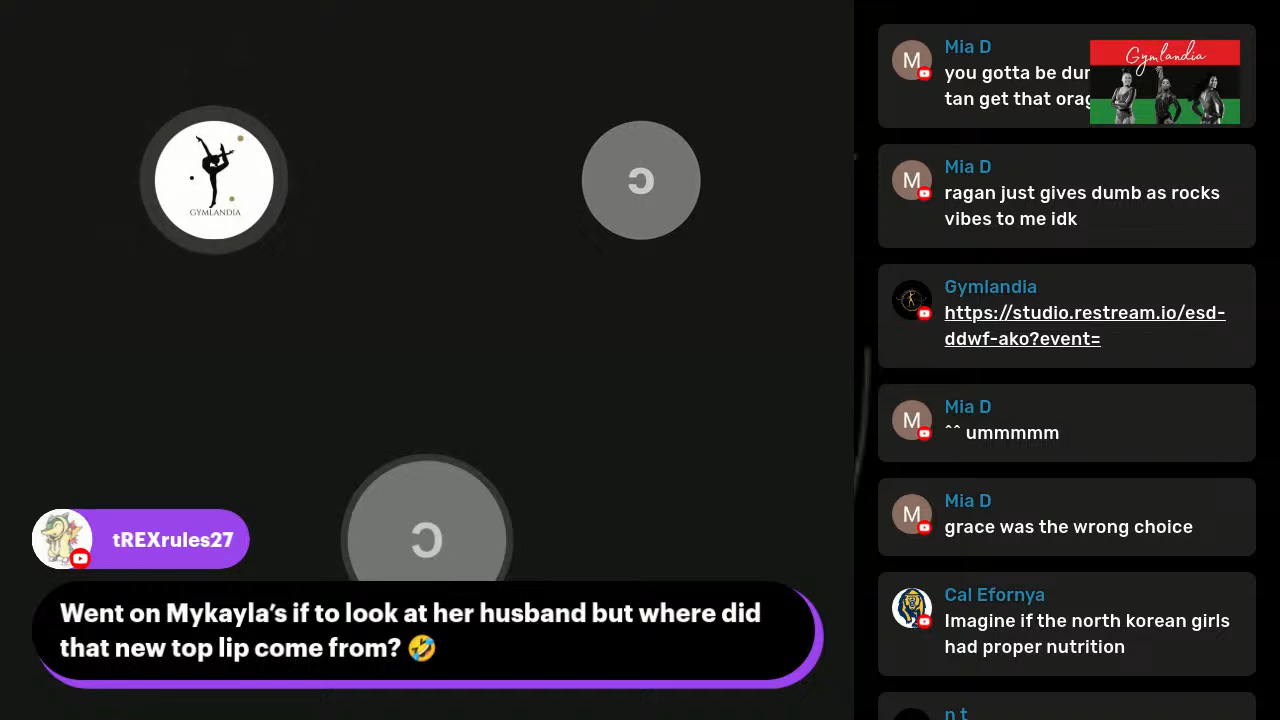 GYMLANDIA
ɔ
ɔ
tREXrules27
Went on Mykayla’s if to look at her husband but where did
that new top lip come from? 🤣
Gymlandia
M
Mia D
you gotta be
tan get that
M
Mia D
ragan just gives dumb as rocks
vibes to me idk
Gymlandia
https://studio.restream.io/esd-
ddwf-ako?event=
M
Mia D
^^ ummmmm
M
Mia D
grace was the wrong choice
Cal Efornya
Imagine if the north korean girls
had proper nutrition
n t